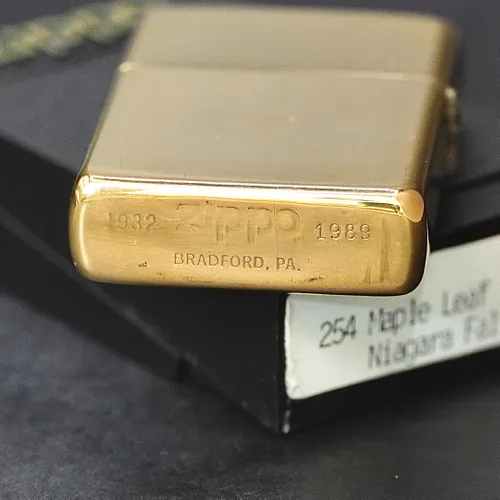 1932 Zippo 1989
BRADFORD, PA.
254 Maple Leaf
Niagara Fal